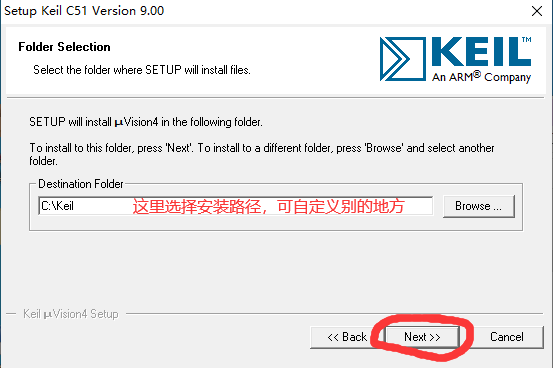 Setup Keil C51 Version 9.00
Folder Selection
Select the folder where SETUP will install files.
KEIL™
An ARM® Company
SETUP will install µVision4 in the following folder.
To install to this folder, press 'Next'. To install to a different folder, press 'Browse' and select another
folder.
Destination Folder
C:\Keil
这里选择安装路径，可自定义别的地方
Browse ...
Keil µVision4 Setup
<< Back
Next >>
Cancel